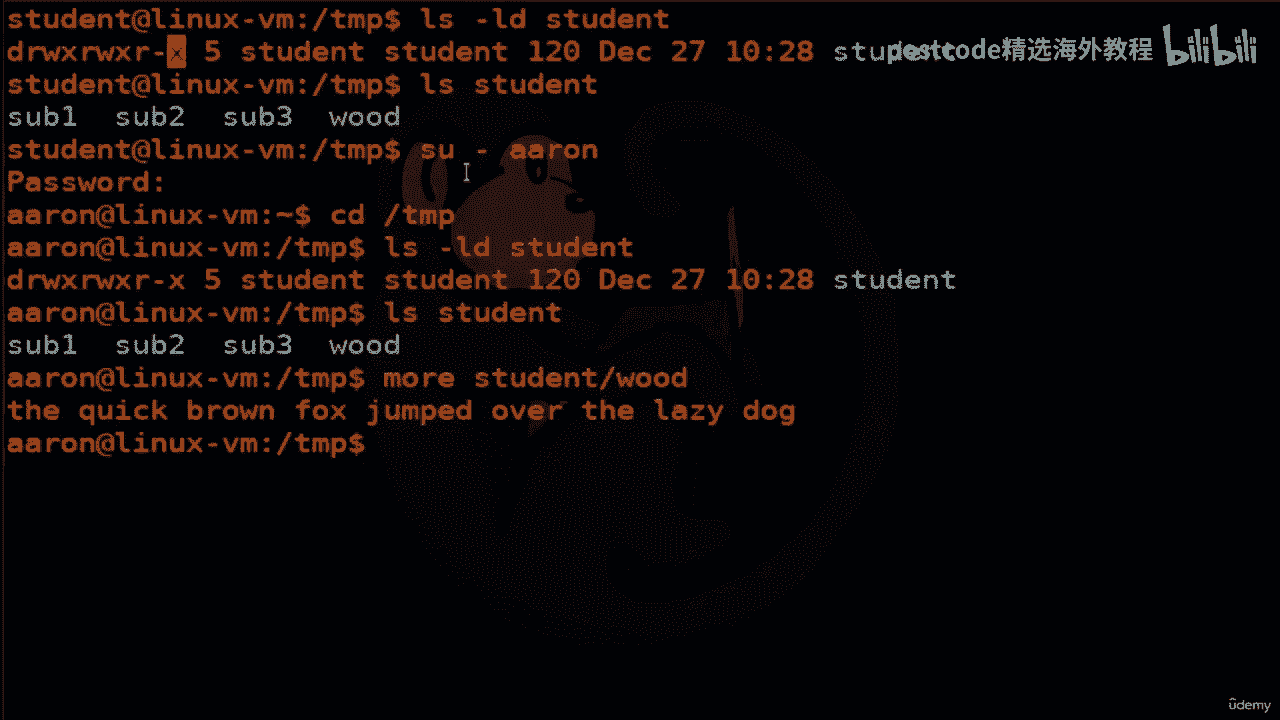 student@linux-vm:/tmp$ ls -ld student
drwxrwxr-x 5 student student 120 Dec 27 10:28 student
postcode精选海外教程 bilibili
student@linux-vm:/tmp$ ls student
sub1 sub2 sub3 wood
student@linux-vm:/tmp$ su - aaron
Password:
aaron@linux-vm:~$ cd /tmp
aaron@linux-vm:/tmp$ ls -ld student
drwxrwxr-x 5 student student 120 Dec 27 10:28 student
aaron@linux-vm:/tmp$ ls student
sub1 sub2 sub3 wood
aaron@linux-vm:/tmp$ more student/wood
the quick brown fox jumped over the lazy dog
aaron@linux-vm:/tmp$
ûdemy